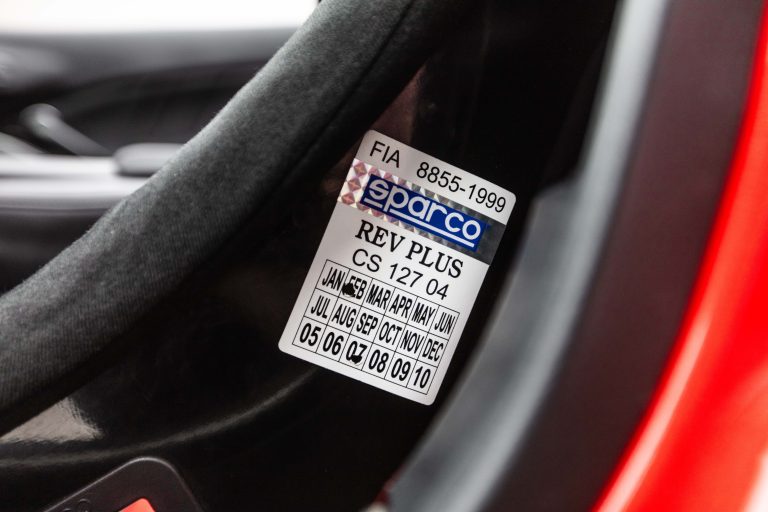 FIA 8855-1999
sparco
REV PLUS
CS 127 04
JAN FEB MAR APR MAY JUN
JUL AUG SEP OCT NOV DEC
05 06 07 08 09 10